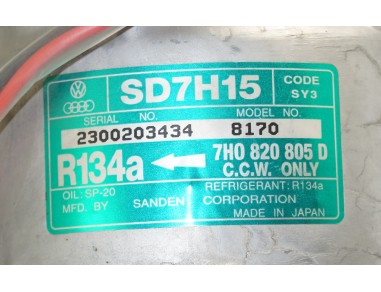 SD7H15 CODE SY3
SERIAL NO. MODEL NO.
2300203434 8170
R134a 7H0 820 805 D
C.C.W. ONLY
OIL: SP-20 REFRIGERANT: R134a
MFD. BY SANDEN CORPORATION
MADE IN JAPAN